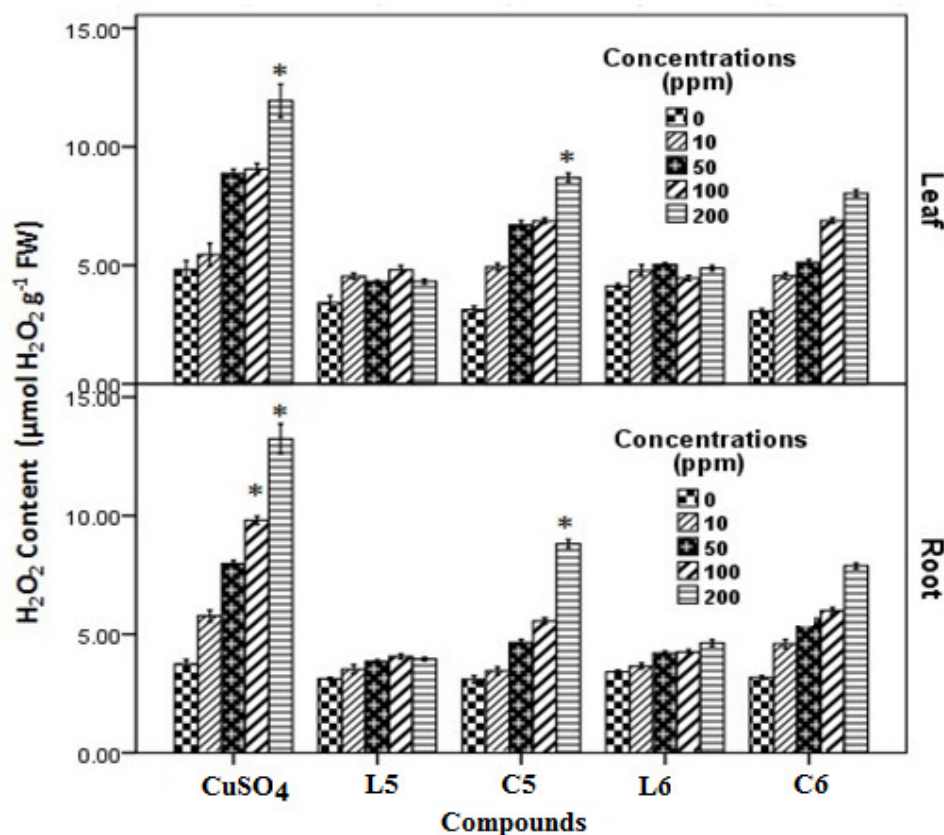 15.00
10.00
5.00
0.00
*
*
Concentrations
(ppm)
0
10
50
100
200
Leaf
H₂O₂ Content (µmol H₂O₂ g⁻¹ FW)
15.00
10.00
5.00
0.00
*
*
*
Concentrations
(ppm)
0
10
50
100
200
Root
CuSO₄ L5 C5 L6 C6
Compounds